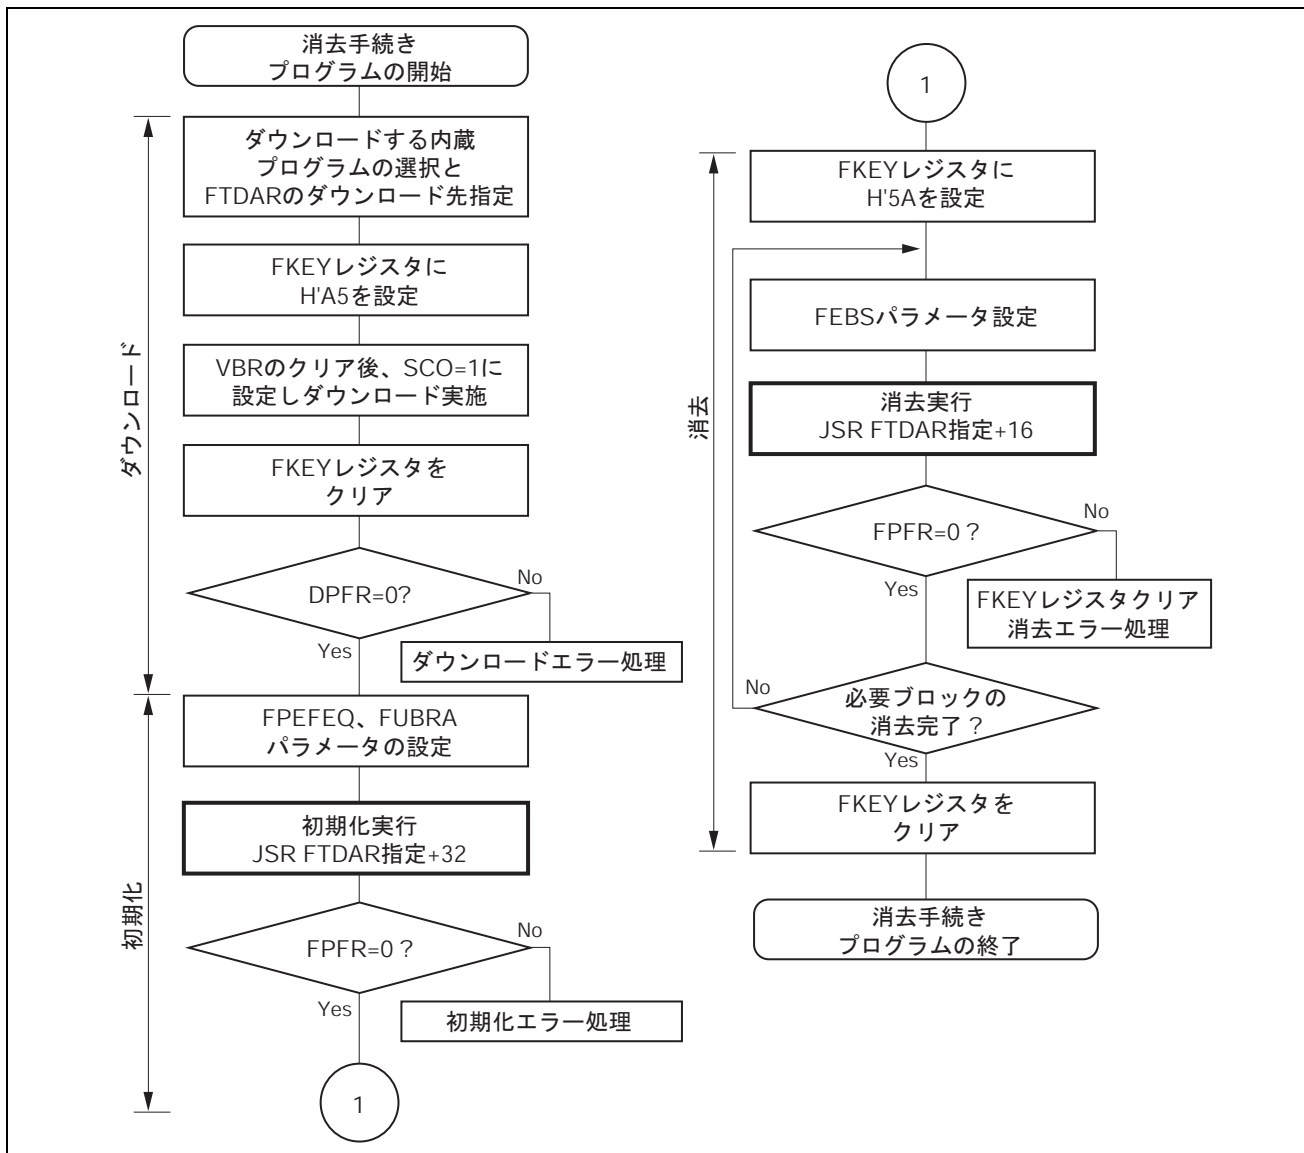 消去手続き
プログラムの開始
ダウンロードする内蔵
プログラムの選択と
FTDARのダウンロード先指定
FKEYレジスタに
H'A5を設定
VBRのクリア後、SCO=1に
設定しダウンロード実施
FKEYレジスタを
クリア
DPFR=0?
No
Yes
ダウンロードエラー処理
ダウンロード
FPEFEQ、FUBRA
パラメータの設定
初期化実行
JSR FTDAR指定+32
FPFR=0？
No
Yes
初期化エラー処理
初期化
1
1
FKEYレジスタに
H'5Aを設定
FEBSパラメータ設定
消去実行
JSR FTDAR指定+16
FPFR=0？
No
Yes
FKEYレジスタクリア
消去エラー処理
消去
No
必要ブロックの
消去完了？
Yes
FKEYレジスタを
クリア
消去手続き
プログラムの終了